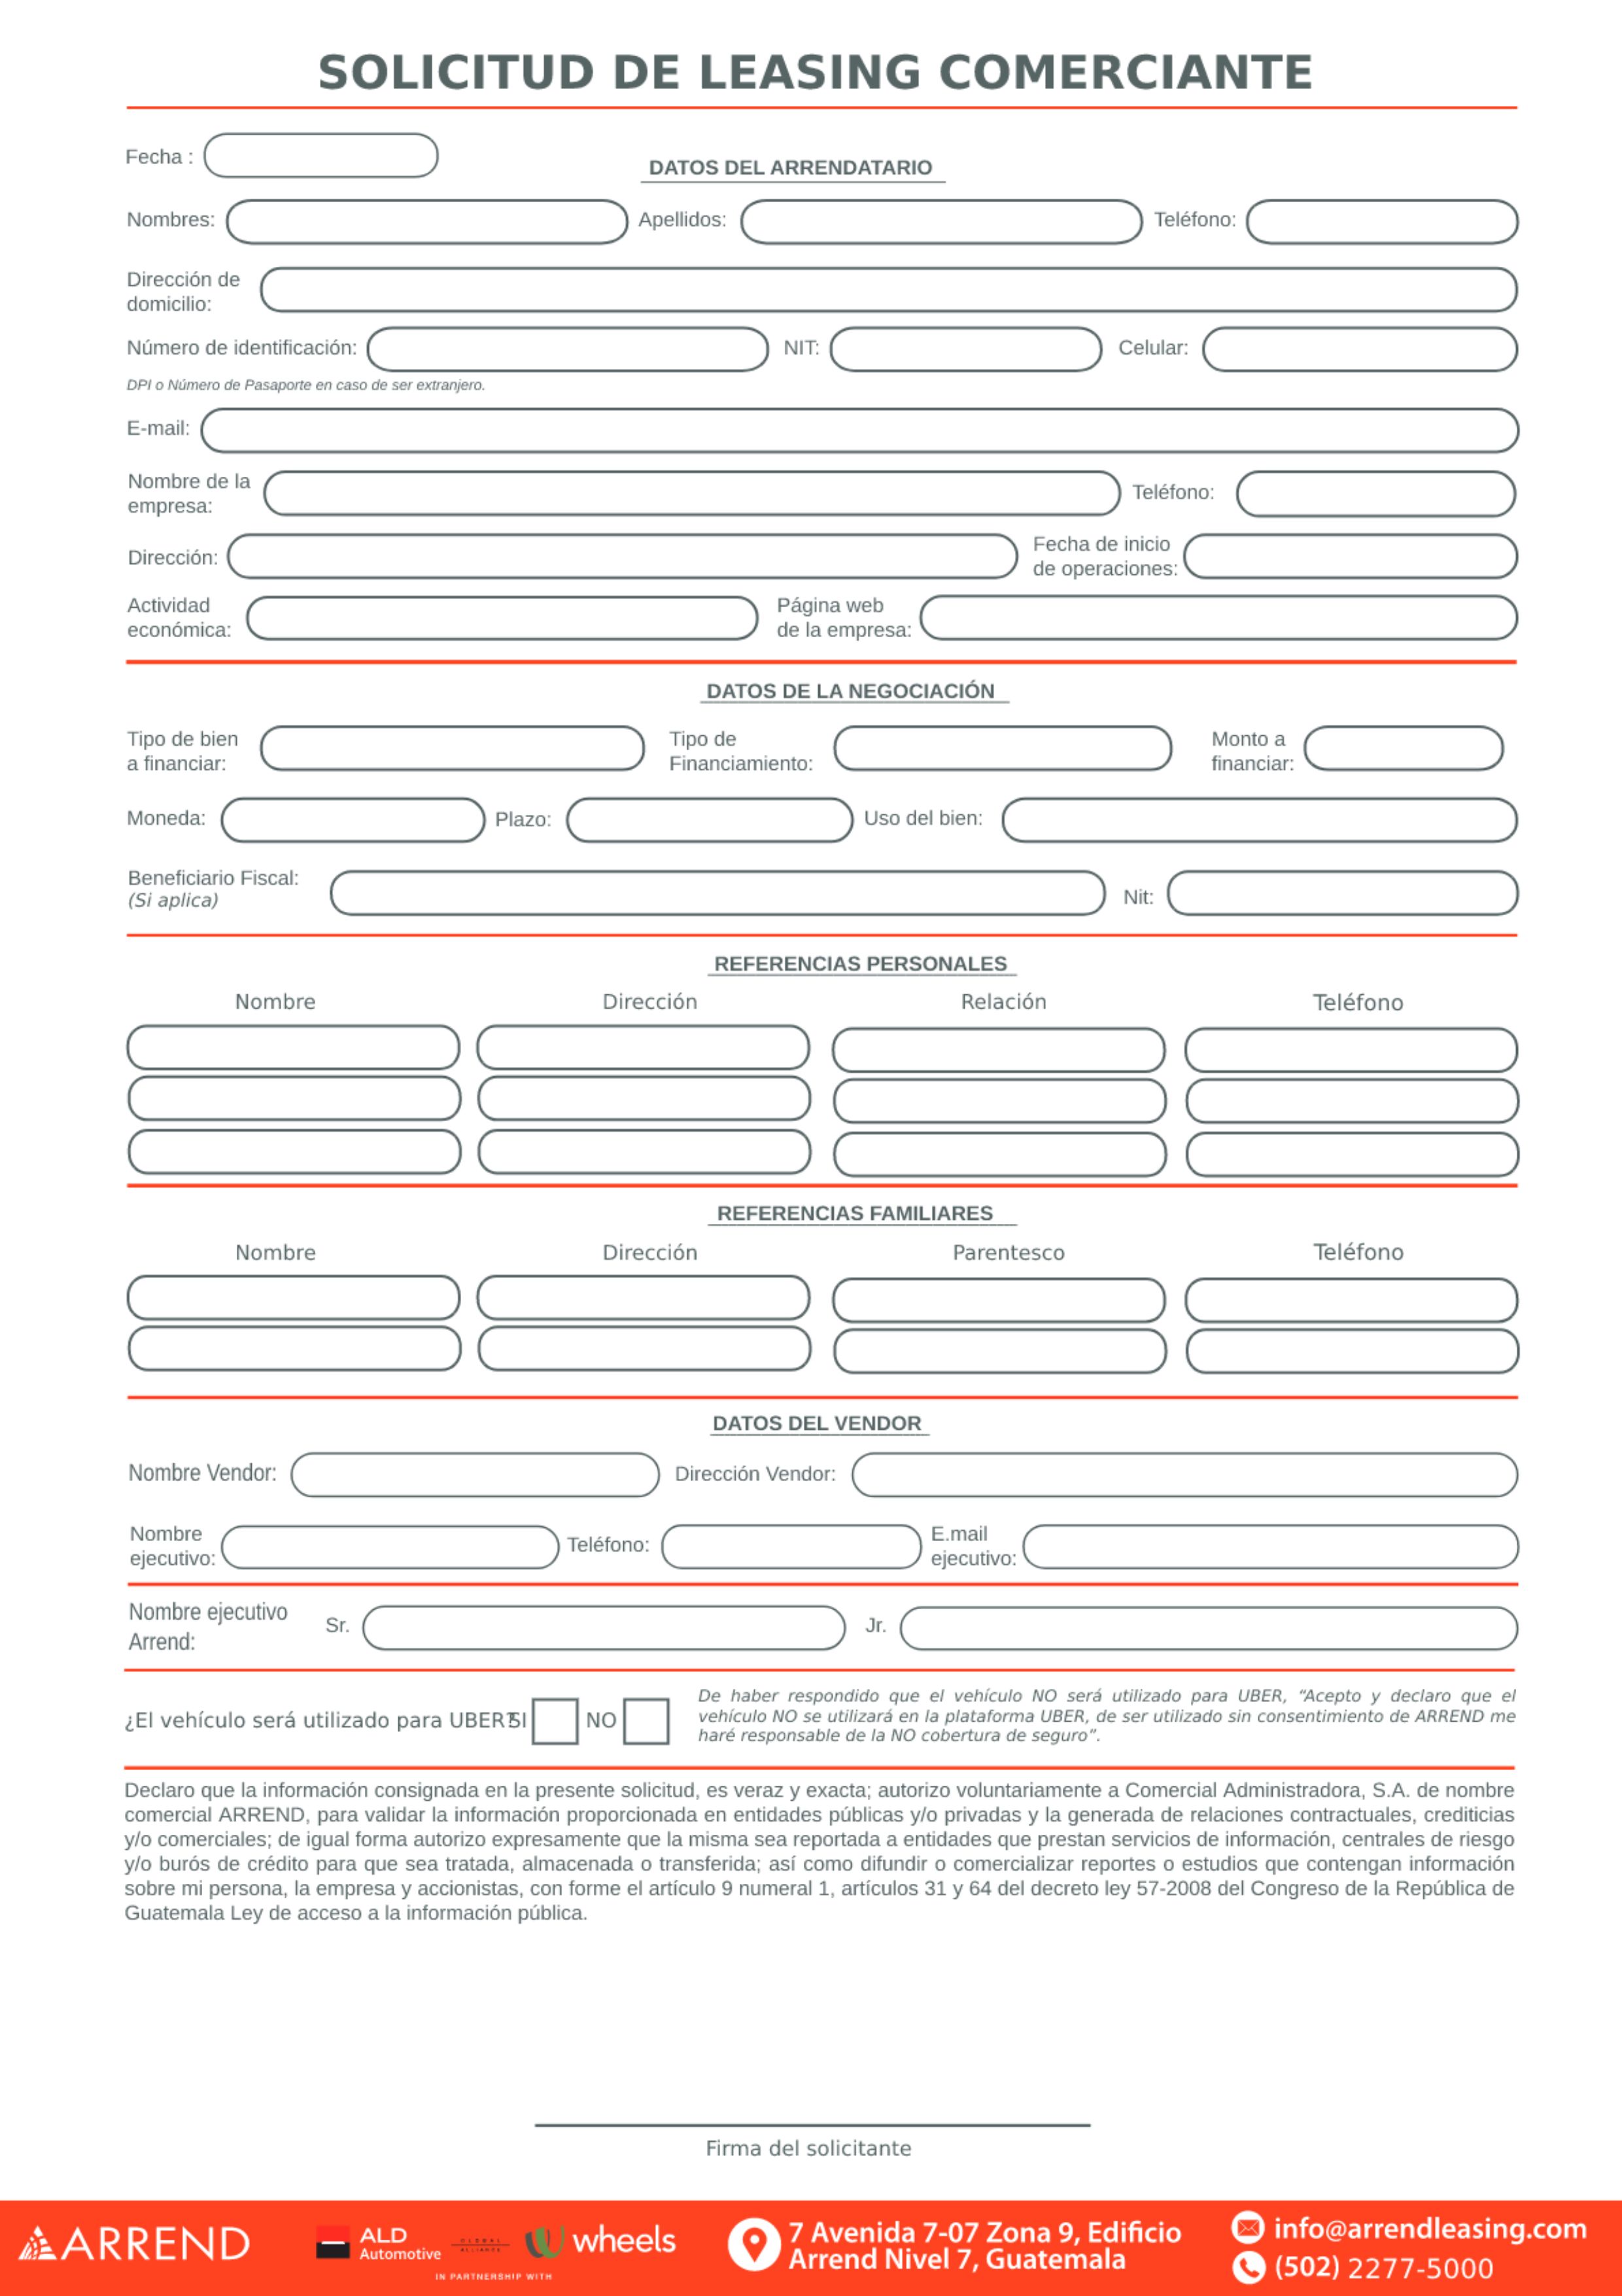 SOLICITUD DE LEASING COMERCIANTE
Fecha :
DATOS DEL ARRENDATARIO
Nombres: Apellidos: Teléfono:
Dirección de
domicilio:
Número de identificación: NIT: Celular:
DPI o Número de Pasaporte en caso de ser extranjero.
E-mail:
Nombre de la
empresa:
Teléfono:
Dirección:
Fecha de inicio
de operaciones:
Actividad
económica:
Página web
de la empresa:
DATOS DE LA NEGOCIACIÓN
Tipo de bien
a financiar:
Tipo de
Financiamiento:
Monto a
financiar:
Moneda: Plazo: Uso del bien:
Beneficiario Fiscal:
(Si aplica)
Nit:
REFERENCIAS PERSONALES
Nombre Dirección Relación Teléfono
REFERENCIAS FAMILIARES
Nombre Dirección Parentesco Teléfono
DATOS DEL VENDOR
Nombre Vendor: Dirección Vendor:
Nombre
ejecutivo:
Teléfono:
E.mail
ejecutivo:
Nombre ejecutivo
Arrend:
Sr. Jr.
¿El vehículo será utilizado para UBER? SI NO
De haber respondido que el vehículo NO será utilizado para UBER, “Acepto y declaro que el
vehículo NO se utilizará en la plataforma UBER, de ser utilizado sin consentimiento de ARREND me
haré responsable de la NO cobertura de seguro”.
Declaro que la información consignada en la presente solicitud, es veraz y exacta; autorizo voluntariamente a Comercial Administradora, S.A. de nombre
comercial ARREND, para validar la información proporcionada en entidades públicas y/o privadas y la generada de relaciones contractuales, crediticias
y/o comerciales; de igual forma autorizo expresamente que la misma sea reportada a entidades que prestan servicios de información, centrales de riesgo
y/o burós de crédito para que sea tratada, almacenada o transferida; así como difundir o comercializar reportes o estudios que contengan información
sobre mi persona, la empresa y accionistas, con forme el artículo 9 numeral 1, artículos 31 y 64 del decreto ley 57-2008 del Congreso de la República de
Guatemala Ley de acceso a la información pública.
Firma del solicitante
ARREND
ALD
Automotive
GLOBAL
ALLIANCE
wheels
IN PARTNERSHIP WITH
7 Avenida 7-07 Zona 9, Edificio
Arrend Nivel 7, Guatemala
info@arrendleasing.com
(502) 2277-5000